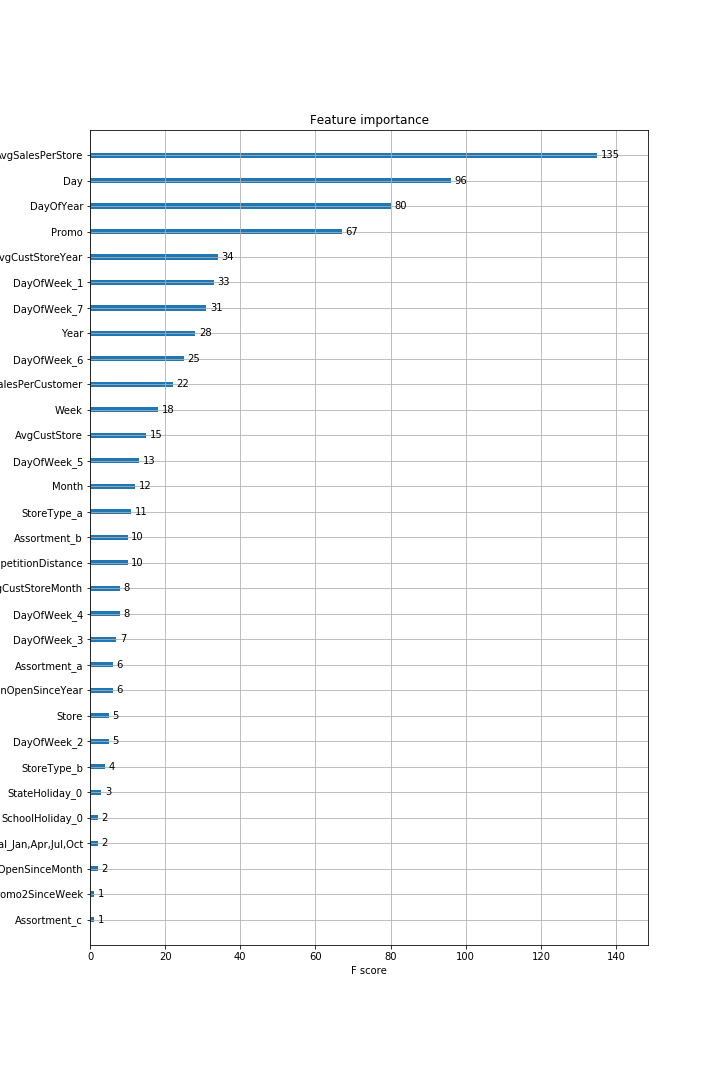 Feature importance
vgSalesPerStore 135
Day 96
DayOfYear 80
Promo 67
vgCustStoreYear 34
DayOfWeek_1 33
DayOfWeek_7 31
Year 28
DayOfWeek_6 25
alesPerCustomer 22
Week 18
AvgCustStore 15
DayOfWeek_5 13
Month 12
StoreType_a 11
Assortment_b 10
petitionDistance 10
gCustStoreMonth 8
DayOfWeek_4 8
DayOfWeek_3 7
Assortment_a 6
nOpenSinceYear 6
Store 5
DayOfWeek_2 5
StoreType_b 4
StateHoliday_0 3
SchoolHoliday_0 2
al_Jan,Apr,Jul,Oct 2
OpenSinceMonth 2
omo2SinceWeek 1
Assortment_c 1
0 20 40 60 80 100 120 140
F score